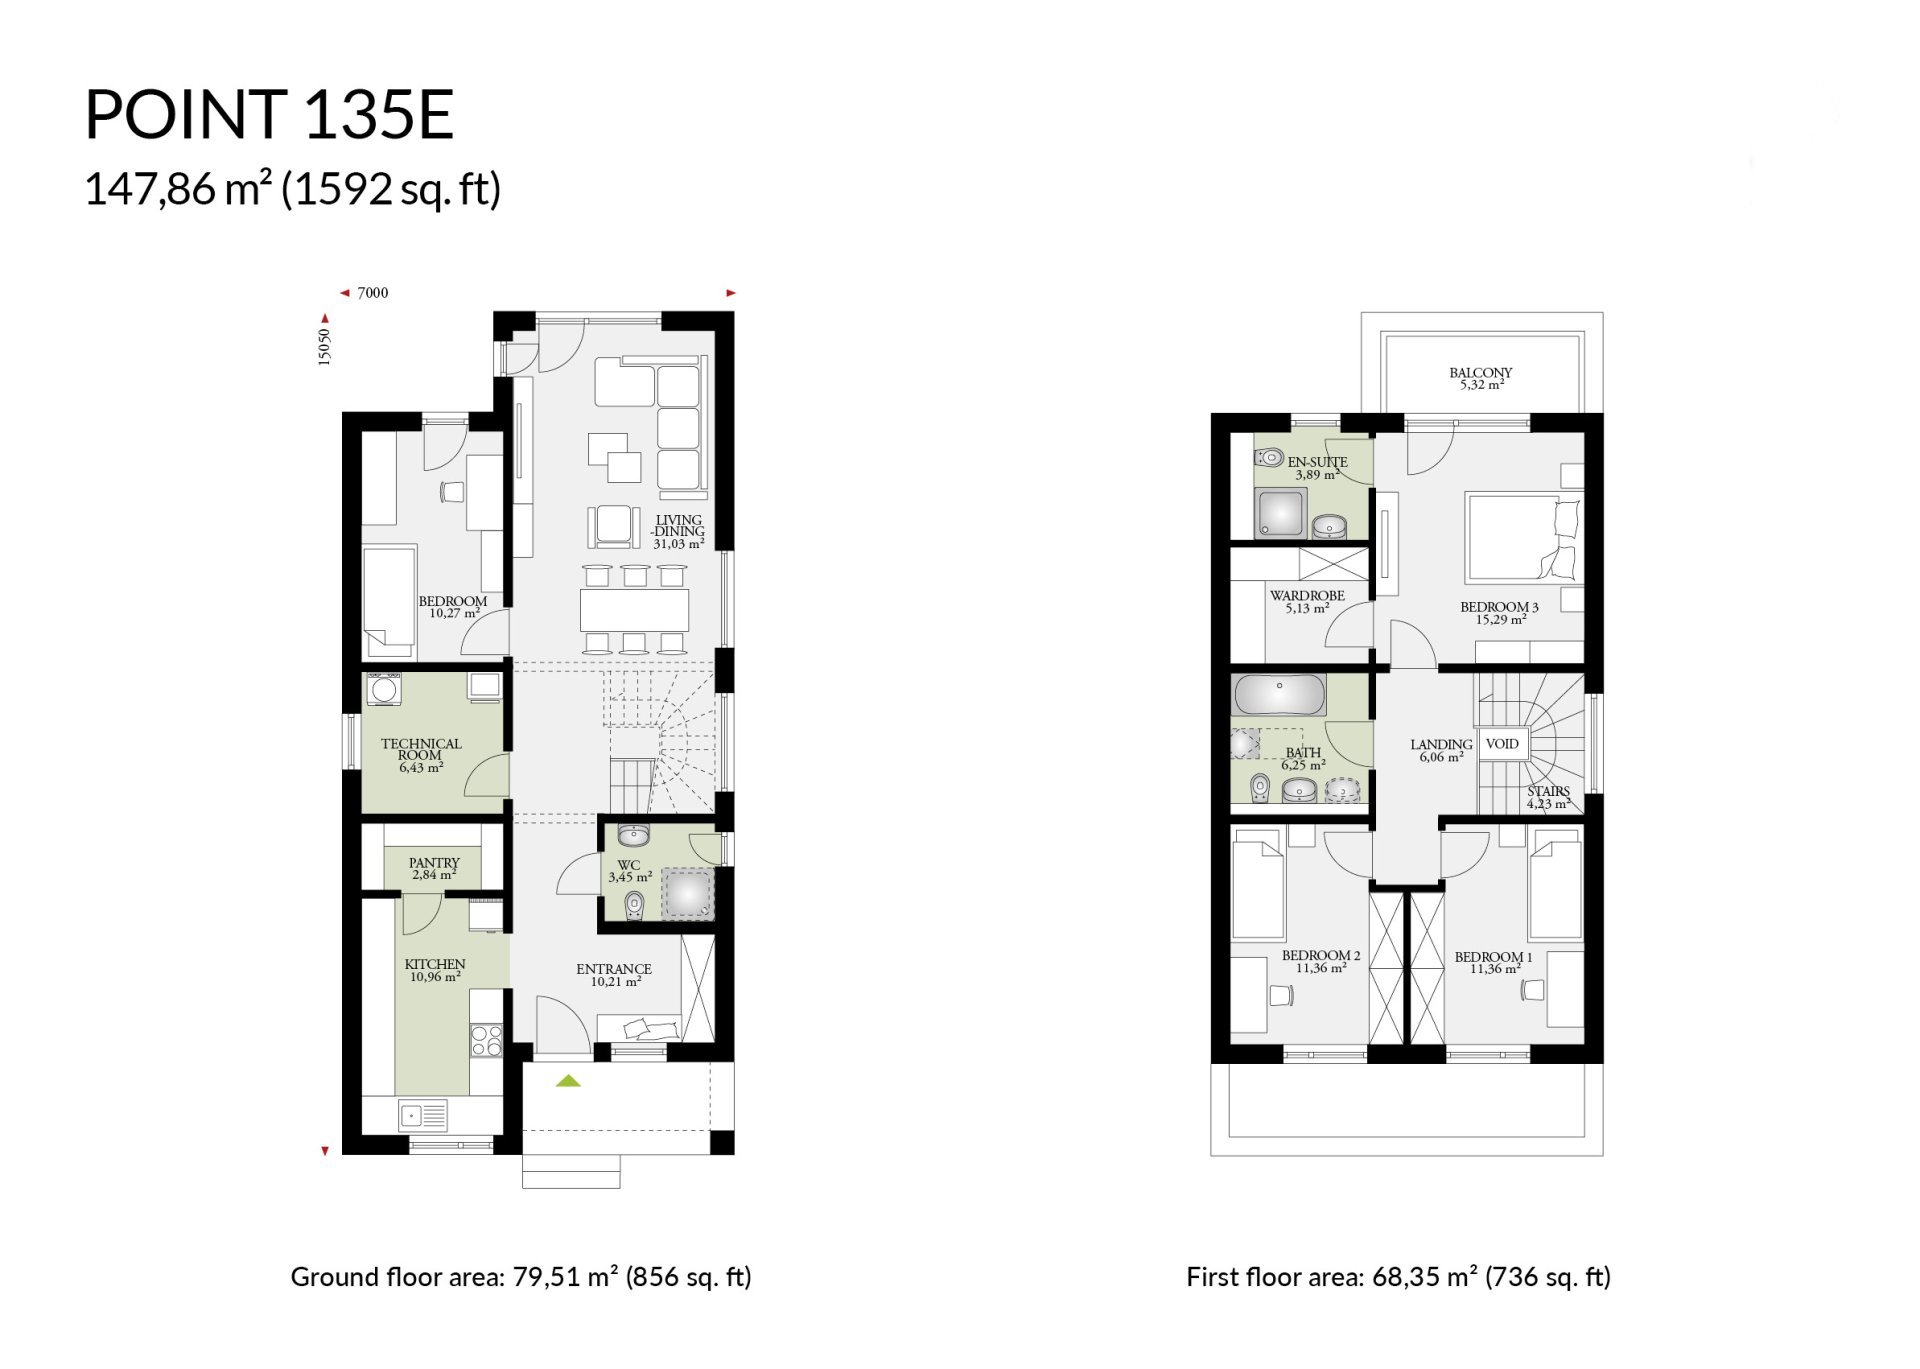 POINT 135E
147,86 m² (1592 sq. ft)
7000
15050
LIVING
-DINING
31,03 m²
BEDROOM
10,27 m²
TECHNICAL
ROOM
6,43 m²
PANTRY
2,84 m²
WC
3,45 m²
KITCHEN
10,96 m²
ENTRANCE
10,21 m²
Ground floor area: 79,51 m² (856 sq. ft)
BALCONY
5,32 m²
EN-SUITE
3,89 m²
WARDROBE
5,13 m²
BEDROOM 3
15,29 m²
BATH
6,25 m²
LANDING
6,06 m²
VOID
STAIRS
4,23 m²
BEDROOM 2
11,36 m²
BEDROOM 1
11,36 m²
First floor area: 68,35 m² (736 sq. ft)